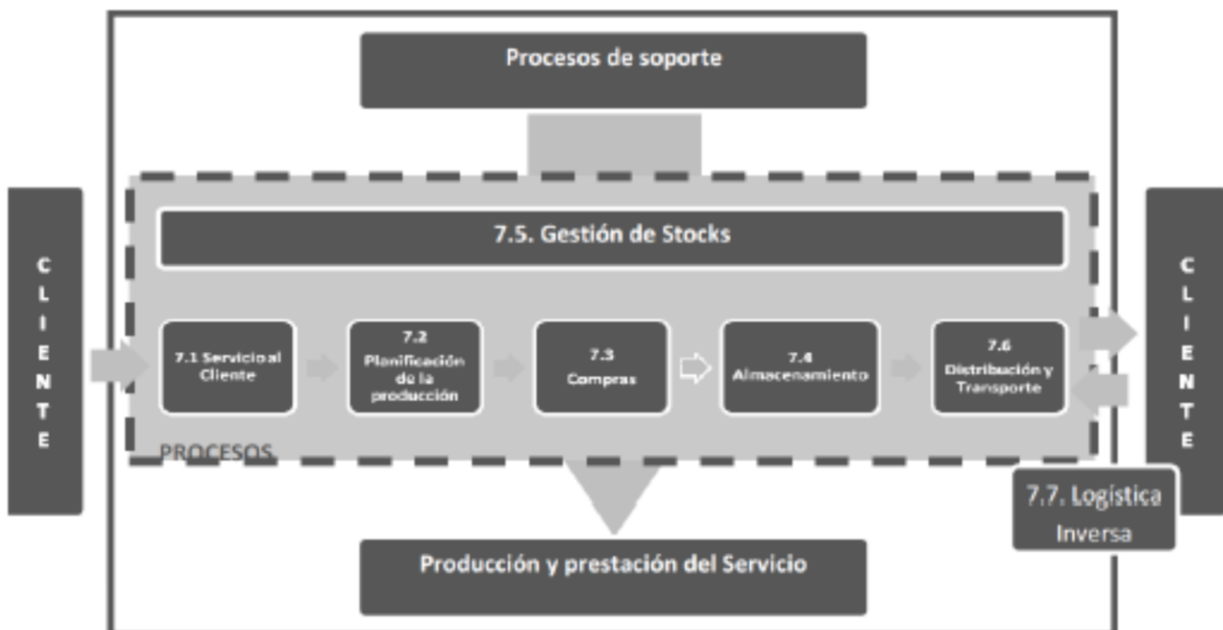 Procesos de soporte
7.5. Gestión de Stocks
C
L
I
E
N
T
E
7.1 Servicio al
Cliente
7.2
Planificación
de la
producción
7.3
Compras
7.4
Almacenamiento
7.6
Distribución y
Transporte
C
L
I
E
N
T
E
PROCESOS
7.7. Logística
Inversa
Producción y prestación del Servicio